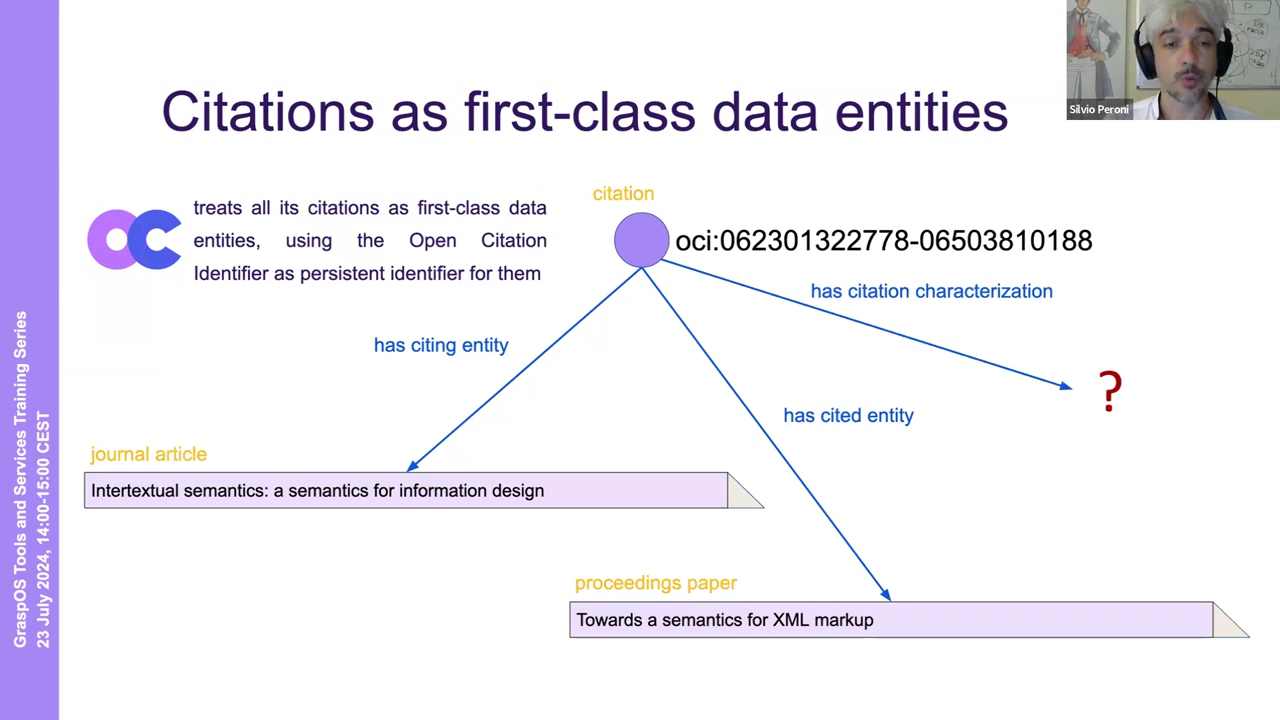 Citations as first-class data entities
Silvio Peroni
OC
treats all its citations as first-class data
entities, using the Open Citation
Identifier as persistent identifier for them
citation
oci:062301322778-06503810188
has citation characterization
has citing entity
?
has cited entity
journal article
Intertextual semantics: a semantics for information design
proceedings paper
Towards a semantics for XML markup
GraspOS Tools and Services Training Series
23 July 2024, 14:00-15:00 CEST